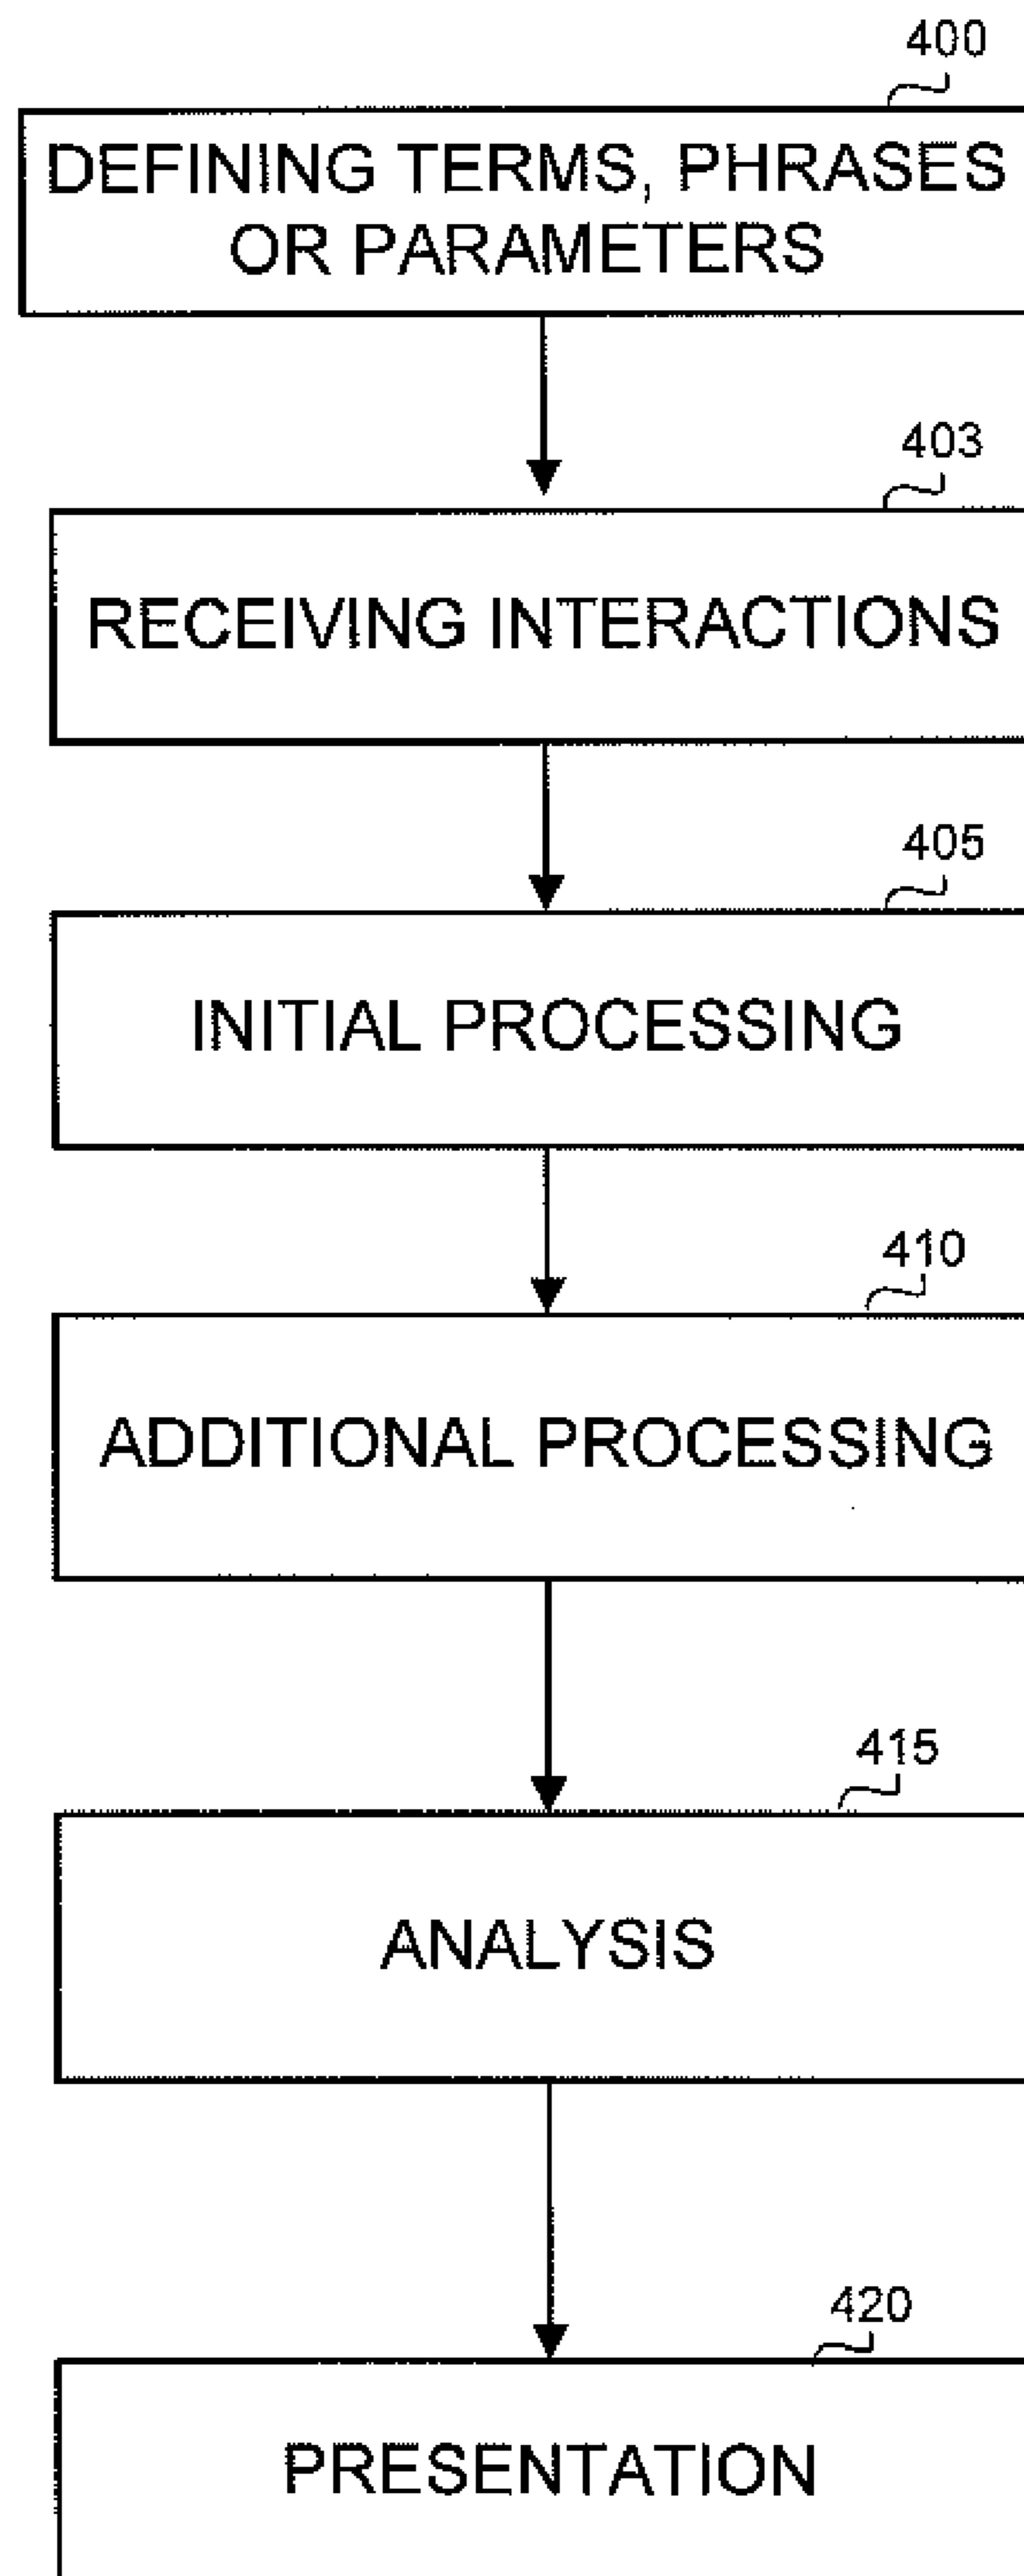 400
DEFINING TERMS, PHRASES
OR PARAMETERS
403
RECEIVING INTERACTIONS
405
INITIAL PROCESSING
410
ADDITIONAL PROCESSING
415
ANALYSIS
420
PRESENTATION